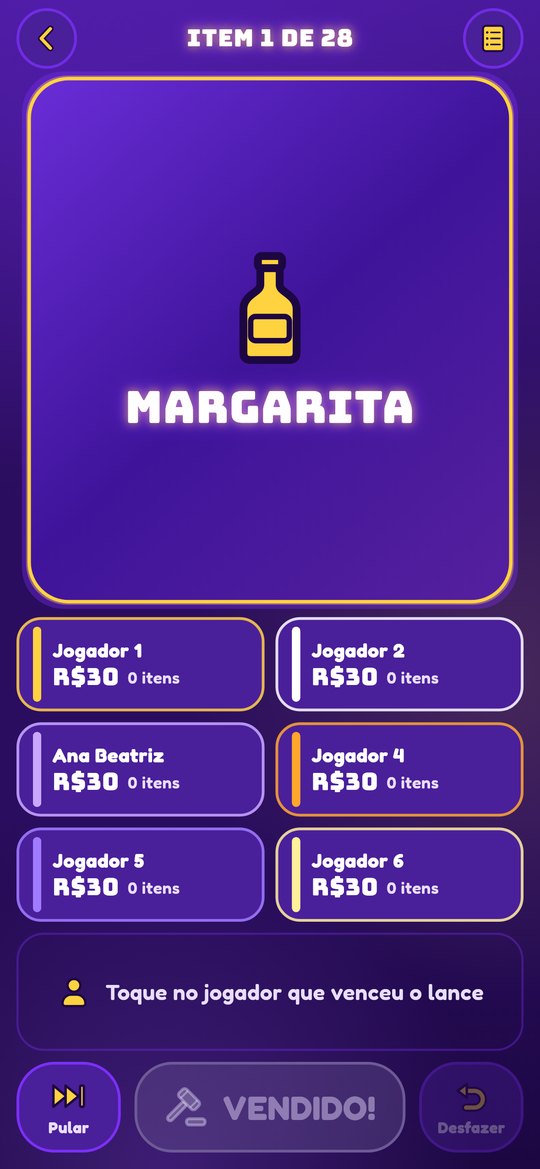 ITEM 1 DE 28
MARGARITA
Jogador 1
R$30 0 itens
Jogador 2
R$30 0 itens
Ana Beatriz
R$30 0 itens
Jogador 4
R$30 0 itens
Jogador 5
R$30 0 itens
Jogador 6
R$30 0 itens
Toque no jogador que venceu o lance
Pular
VENDIDO!
Desfazer